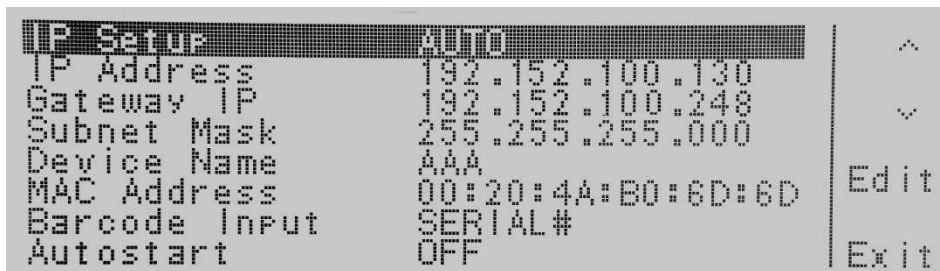 IP Setup AUTO
IP Address 192.152.100.130
Gateway IP 192.152.100.248
Subnet Mask 255.255.255.000
Device Name AAA
MAC Address 00:20:4A:B0:6D:6D
Barcode Input SERIAL#
Autostart OFF
^
v
Edit
Exit